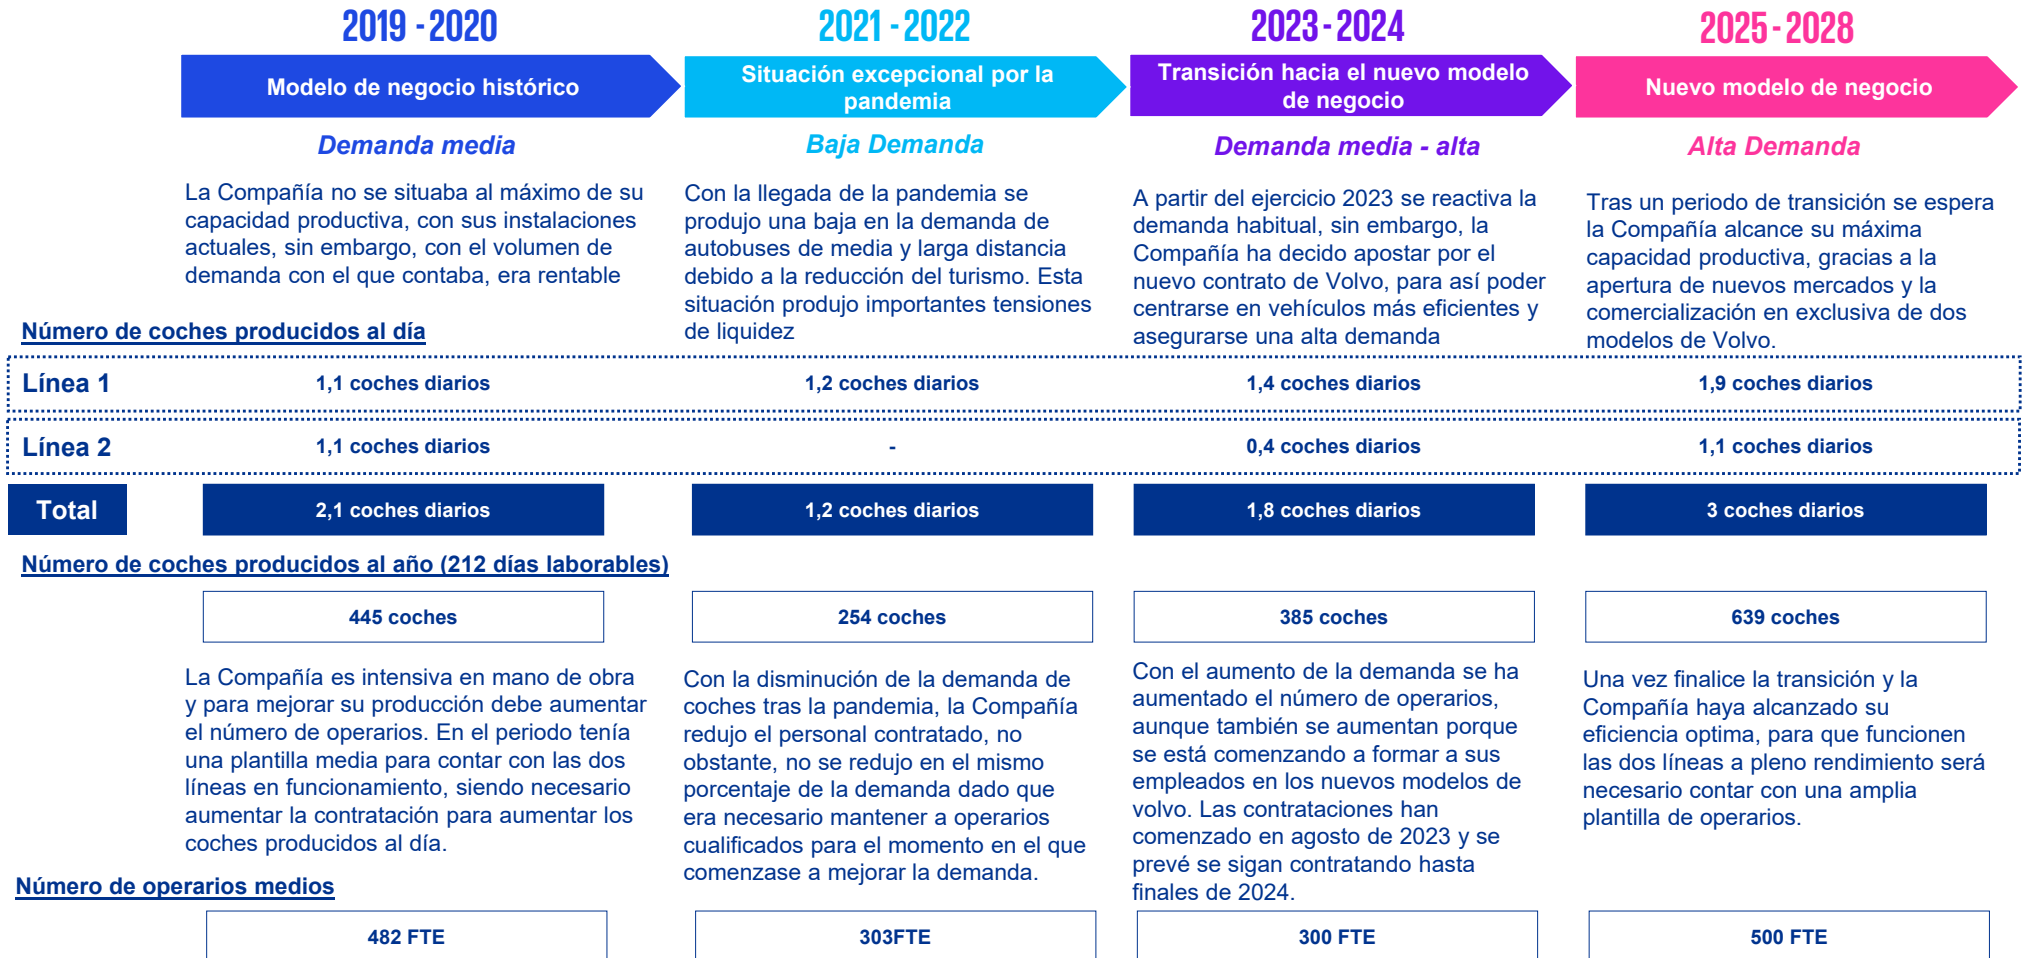 2019 - 2020
2021 - 2022
2023 - 2024
2025 - 2028
Modelo de negocio histórico
Situación excepcional por la
pandemia
Transición hacia el nuevo modelo
de negocio
Nuevo modelo de negocio
Demanda media
Baja Demanda
Demanda media - alta
Alta Demanda
La Compañía no se situaba al máximo de su
capacidad productiva, con sus instalaciones
actuales, sin embargo, con el volumen de
demanda con el que contaba, era rentable
Con la llegada de la pandemia se
produjo una baja en la demanda de
autobuses de media y larga distancia
debido a la reducción del turismo. Esta
situación produjo importantes tensiones
de liquidez
A partir del ejercicio 2023 se reactiva la
demanda habitual, sin embargo, la
Compañía ha decido apostar por el
nuevo contrato de Volvo, para así poder
centrarse en vehículos más eficientes y
asegurarse una alta demanda
Tras un periodo de transición se espera
la Compañía alcance su máxima
capacidad productiva, gracias a la
apertura de nuevos mercados y la
comercialización en exclusiva de dos
modelos de Volvo.
Número de coches producidos al día
Línea 1
1,1 coches diarios
1,2 coches diarios
1,4 coches diarios
1,9 coches diarios
Línea 2
1,1 coches diarios
-
0,4 coches diarios
1,1 coches diarios
Total
2,1 coches diarios
1,2 coches diarios
1,8 coches diarios
3 coches diarios
Número de coches producidos al año (212 días laborables)
445 coches
254 coches
385 coches
639 coches
La Compañía es intensiva en mano de obra
y para mejorar su producción debe aumentar
el número de operarios. En el periodo tenía
una plantilla media para contar con las dos
líneas en funcionamiento, siendo necesario
aumentar la contratación para aumentar los
coches producidos al día.
Con la disminución de la demanda de
coches tras la pandemia, la Compañía
redujo el personal contratado, no
obstante, no se redujo en el mismo
porcentaje de la demanda dado que
era necesario mantener a operarios
cualificados para el momento en el que
comenzase a mejorar la demanda.
Con el aumento de la demanda se ha
aumentado el número de operarios,
aunque también se aumentan porque
se está comenzando a formar a sus
empleados en los nuevos modelos de
volvo. Las contrataciones han
comenzado en agosto de 2023 y se
prevé se sigan contratando hasta
finales de 2024.
Una vez finalice la transición y la
Compañía haya alcanzado su
eficiencia optima, para que funcionen
las dos líneas a pleno rendimiento será
necesario contar con una amplia
plantilla de operarios.
Número de operarios medios
482 FTE
303FTE
300 FTE
500 FTE